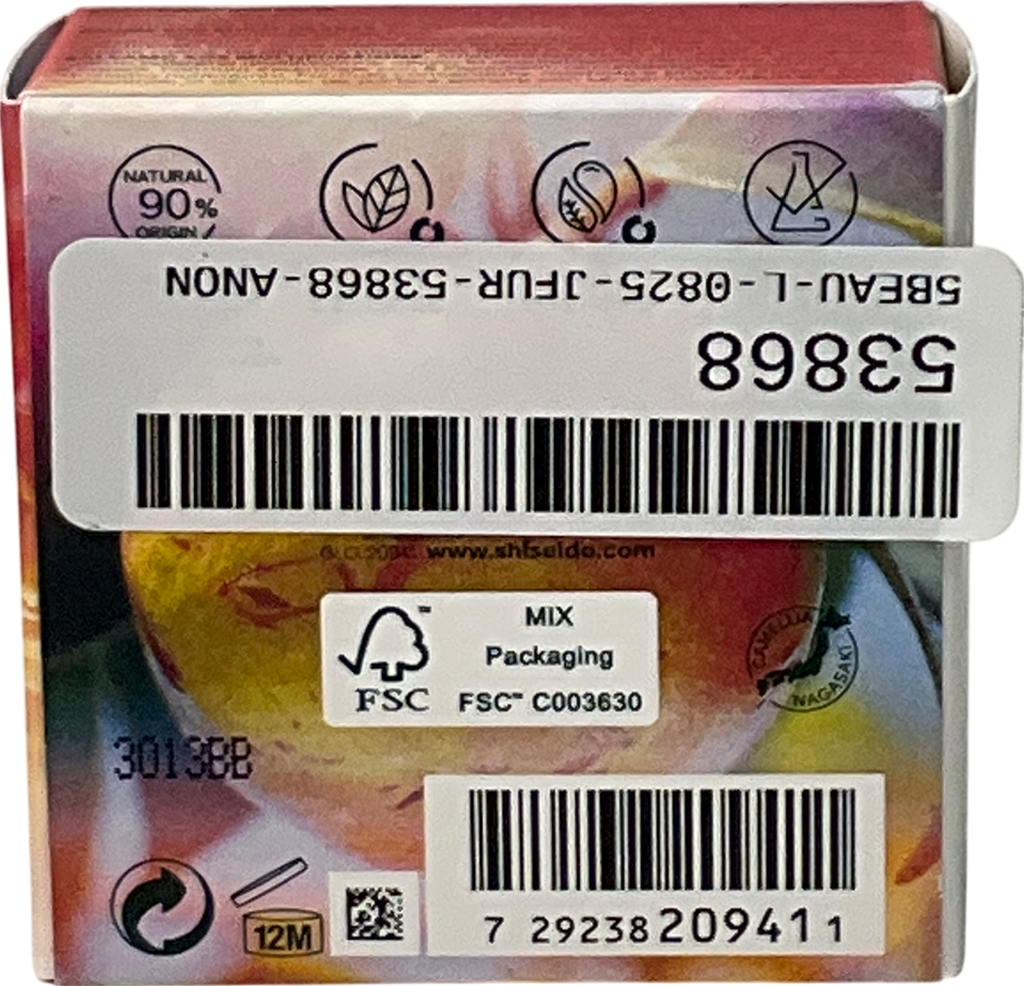 NATURAL
90%
ORIGIN
5BEAU-L-0825-JFUR-53868-ANON
53868
www.shiseido.com
FSC™
MIX
Packaging
FSC™ C003630
CAMELLIA
NAGASAKI
3013BB
12M
7 29238 20941 1